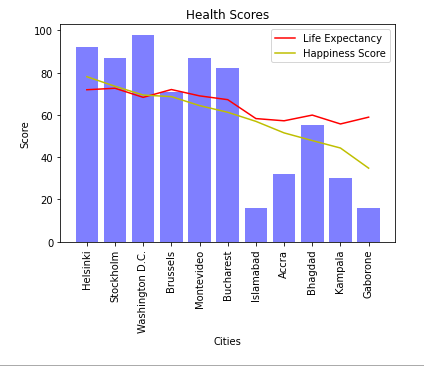 Health Scores
Life Expectancy
Happiness Score
100
80
60
40
20
0
Score
Helsinki
Stockholm
Washington D.C.
Brussels
Montevideo
Bucharest
Islamabad
Accra
Bhagdad
Kampala
Gaborone
Cities